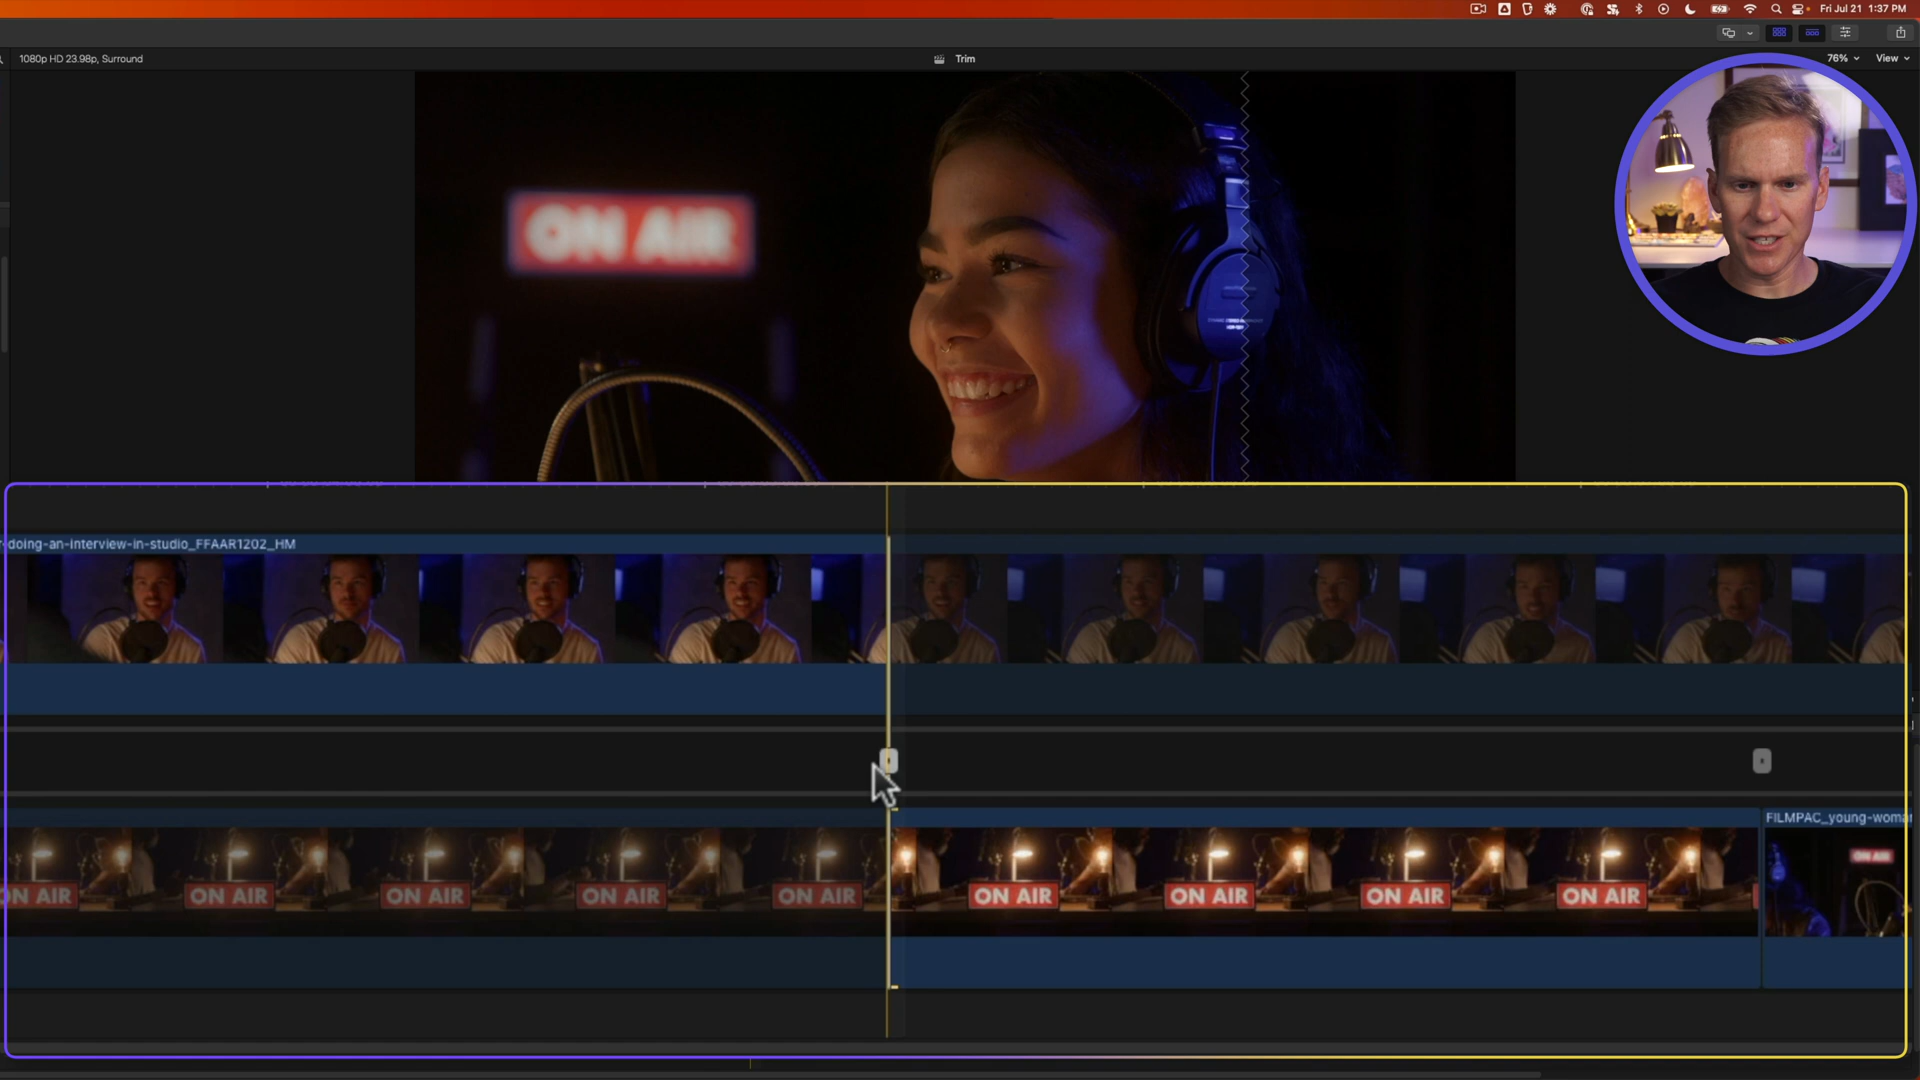 Fri Jul 21 1:37 PM
1080p HD 23.98p, Surround
Trim
76%
View
ON AIR
-doing-an-interview-in-studio_FFAAR1202_HM
FILMPAC_young-woma
ON AIR
ON AIR
ON AIR
ON AIR
ON AIR
ON AIR
ON AIR
ON AIR
ON AIR
ON AIR